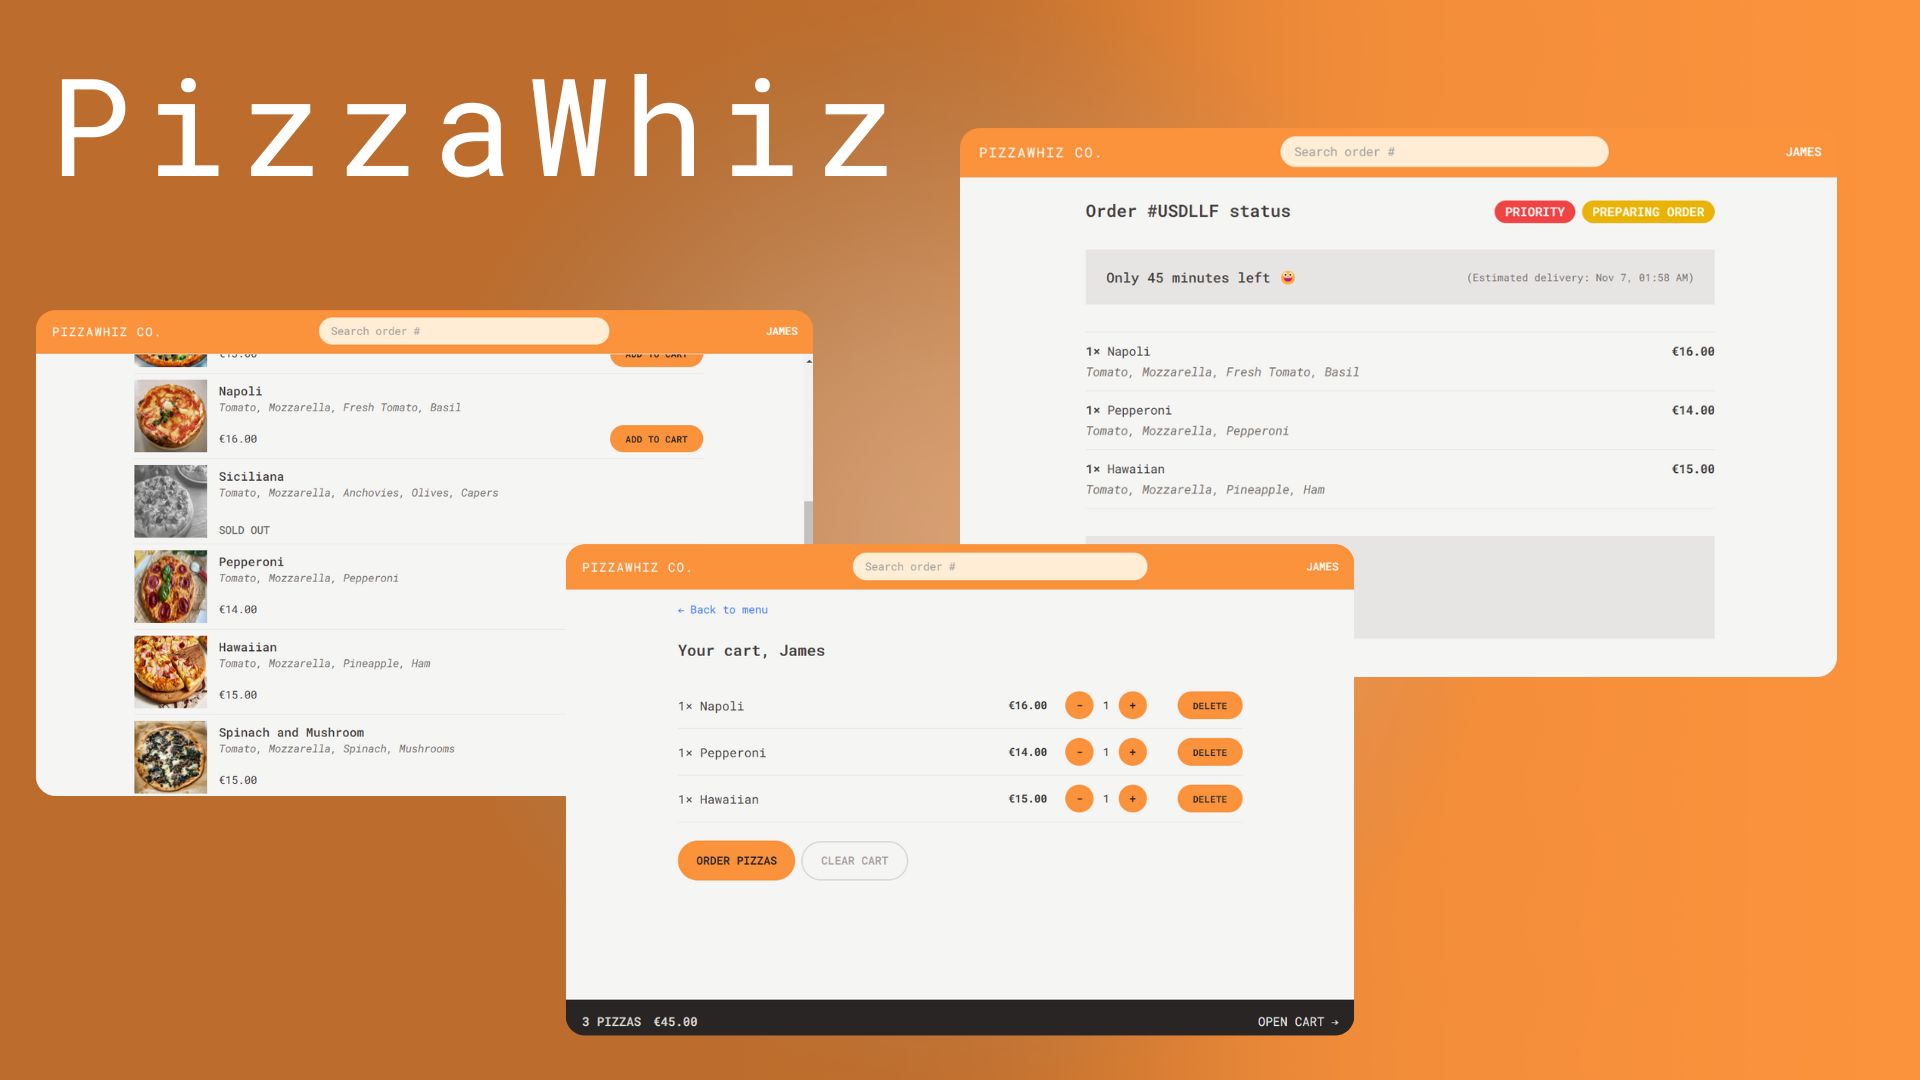 PizzaWhiz
PIZZAWHIZ CO.
Search order #
JAMES
€15.00
ADD TO CART
Napoli
Tomato, Mozzarella, Fresh Tomato, Basil
€16.00
ADD TO CART
Siciliana
Tomato, Mozzarella, Anchovies, Olives, Capers
SOLD OUT
Pepperoni
Tomato, Mozzarella, Pepperoni
€14.00
Hawaiian
Tomato, Mozzarella, Pineapple, Ham
€15.00
Spinach and Mushroom
Tomato, Mozzarella, Spinach, Mushrooms
€15.00
PIZZAWHIZ CO.
Search order #
JAMES
Order #USDLLF status
PRIORITY
PREPARING ORDER
Only 45 minutes left 😀
(Estimated delivery: Nov 7, 01:58 AM)
1× Napoli
€16.00
Tomato, Mozzarella, Fresh Tomato, Basil
1× Pepperoni
€14.00
Tomato, Mozzarella, Pepperoni
1× Hawaiian
€15.00
Tomato, Mozzarella, Pineapple, Ham
PIZZAWHIZ CO.
Search order #
JAMES
← Back to menu
Your cart, James
1× Napoli
€16.00 - 1 + DELETE
1× Pepperoni
€14.00 - 1 + DELETE
1× Hawaiian
€15.00 - 1 + DELETE
ORDER PIZZAS
CLEAR CART
3 PIZZAS €45.00
OPEN CART →